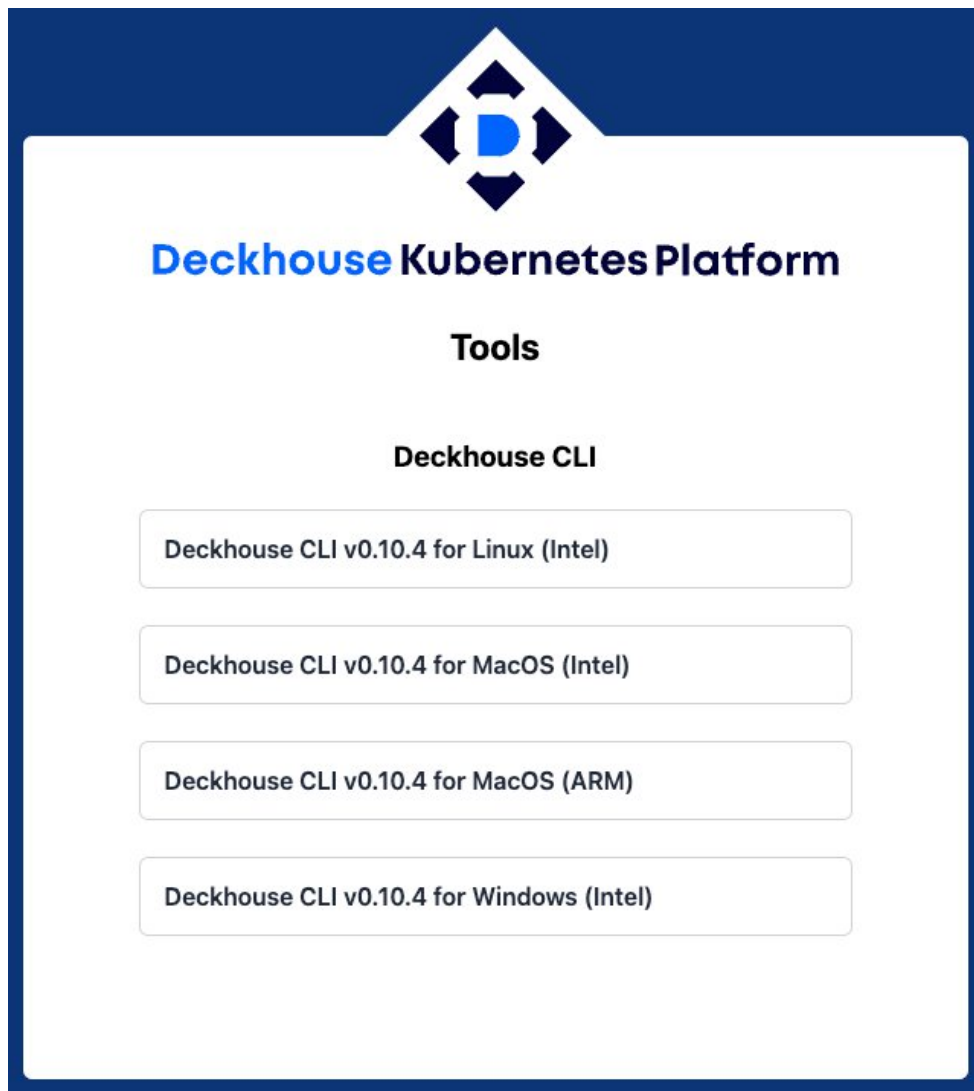 Deckhouse Kubernetes Platform
Tools
Deckhouse CLI
Deckhouse CLI v0.10.4 for Linux (Intel)
Deckhouse CLI v0.10.4 for MacOS (Intel)
Deckhouse CLI v0.10.4 for MacOS (ARM)
Deckhouse CLI v0.10.4 for Windows (Intel)